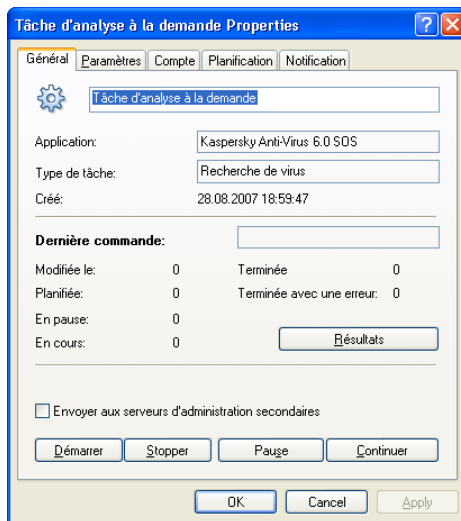 Tâche d'analyse à la demande Properties
Général Paramètres Compte Planification Notification
Tâche d'analyse à la demande
Application: Kaspersky Anti-Virus 6.0 SOS
Type de tâche: Recherche de virus
Créé: 28.08.2007 18:59:47
Dernière commande:
Modifiée le: 0 Terminée 0
Planifiée: 0 Terminée avec une erreur: 0
En pause: 0
En cours: 0 Résultats
Envoyer aux serveurs d'administration secondaires
Démarrer Stopper Pause Continuer
OK Cancel Apply